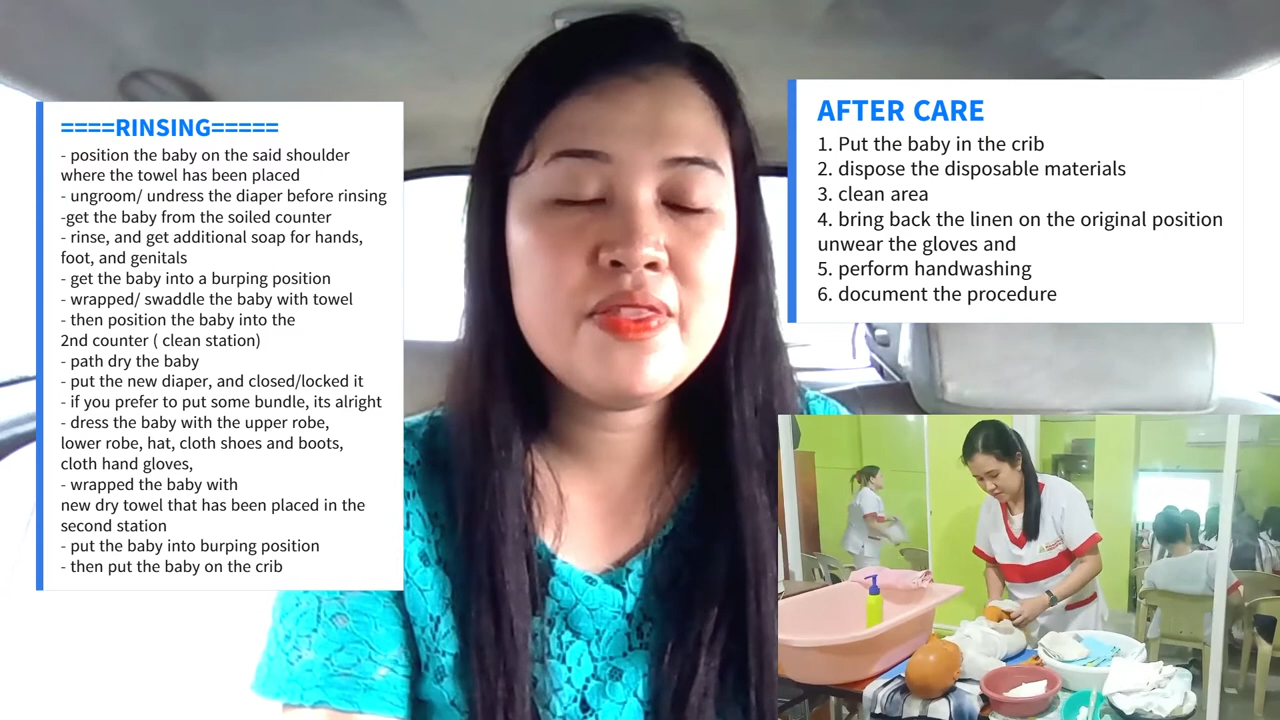 ====RINSING=====
- position the baby on the said shoulder
where the towel has been placed
- ungroom/ undress the diaper before rinsing
-get the baby from the soiled counter
- rinse, and get additional soap for hands,
foot, and genitals
- get the baby into a burping position
- wrapped/ swaddle the baby with towel
- then position the baby into the
2nd counter ( clean station)
- path dry the baby
- put the new diaper, and closed/locked it
- if you prefer to put some bundle, its alright
- dress the baby with the upper robe,
lower robe, hat, cloth shoes and boots,
cloth hand gloves,
- wrapped the baby with
new dry towel that has been placed in the
second station
- put the baby into burping position
- then put the baby on the crib
AFTER CARE
1. Put the baby in the crib
2. dispose the disposable materials
3. clean area
4. bring back the linen on the original position
unwear the gloves and
5. perform handwashing
6. document the procedure